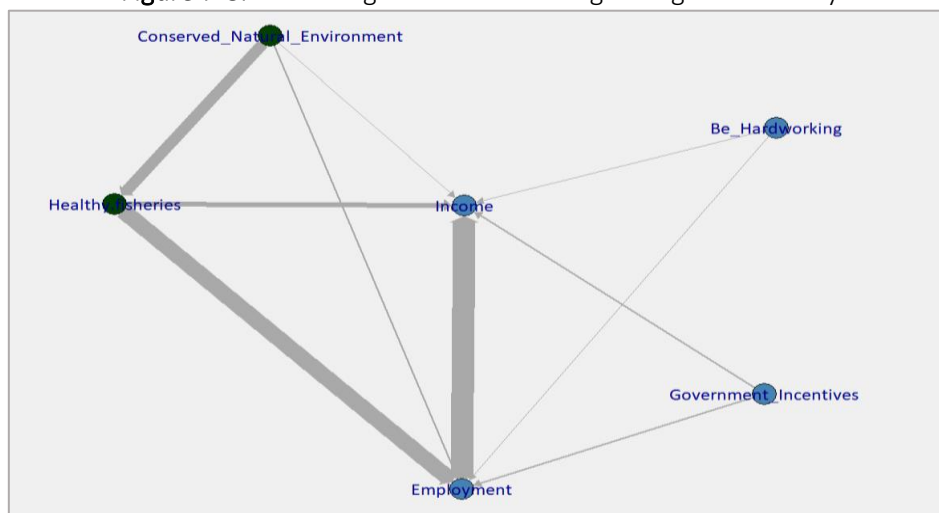 Conserved_Natural_Environment
Be_Hardworking
Healthy_fisheries
Income
Government_Incentives
Employment